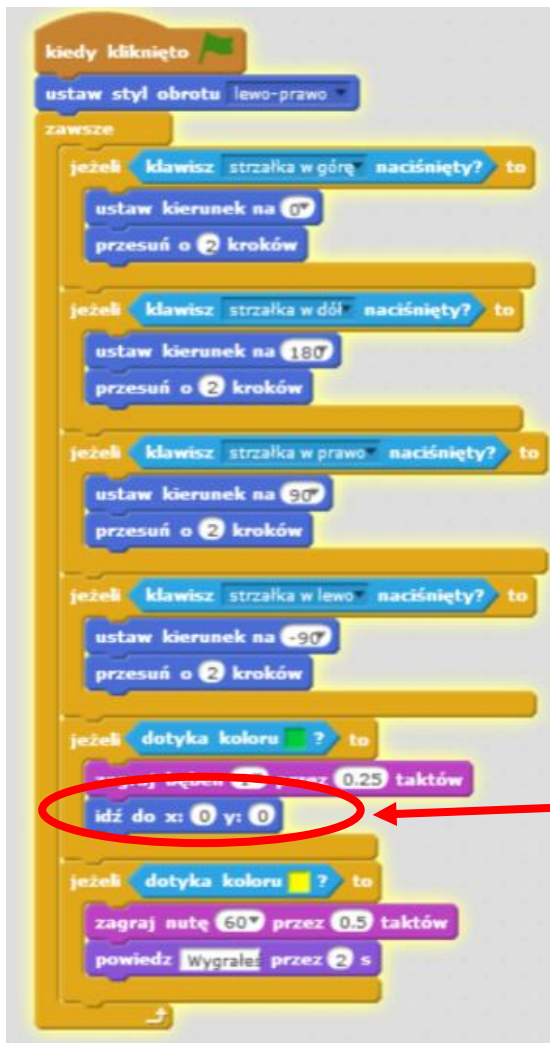 kiedy kliknięto
ustaw styl obrotu lewo-prawo
zawsze
jeżeli klawisz strzałka w górę naciśnięty? to
ustaw kierunek na 0
przesuń o 2 kroków
jeżeli klawisz strzałka w dół naciśnięty? to
ustaw kierunek na 180
przesuń o 2 kroków
jeżeli klawisz strzałka w prawo naciśnięty? to
ustaw kierunek na 90
przesuń o 2 kroków
jeżeli klawisz strzałka w lewo naciśnięty? to
ustaw kierunek na -90
przesuń o 2 kroków
jeżeli dotyka koloru ? to
zagraj bęben 1 przez 0.25 taktów
idź do x: 0 y: 0
jeżeli dotyka koloru ? to
zagraj nutę 60 przez 0.5 taktów
powiedz Wygrałeś przez 2 s